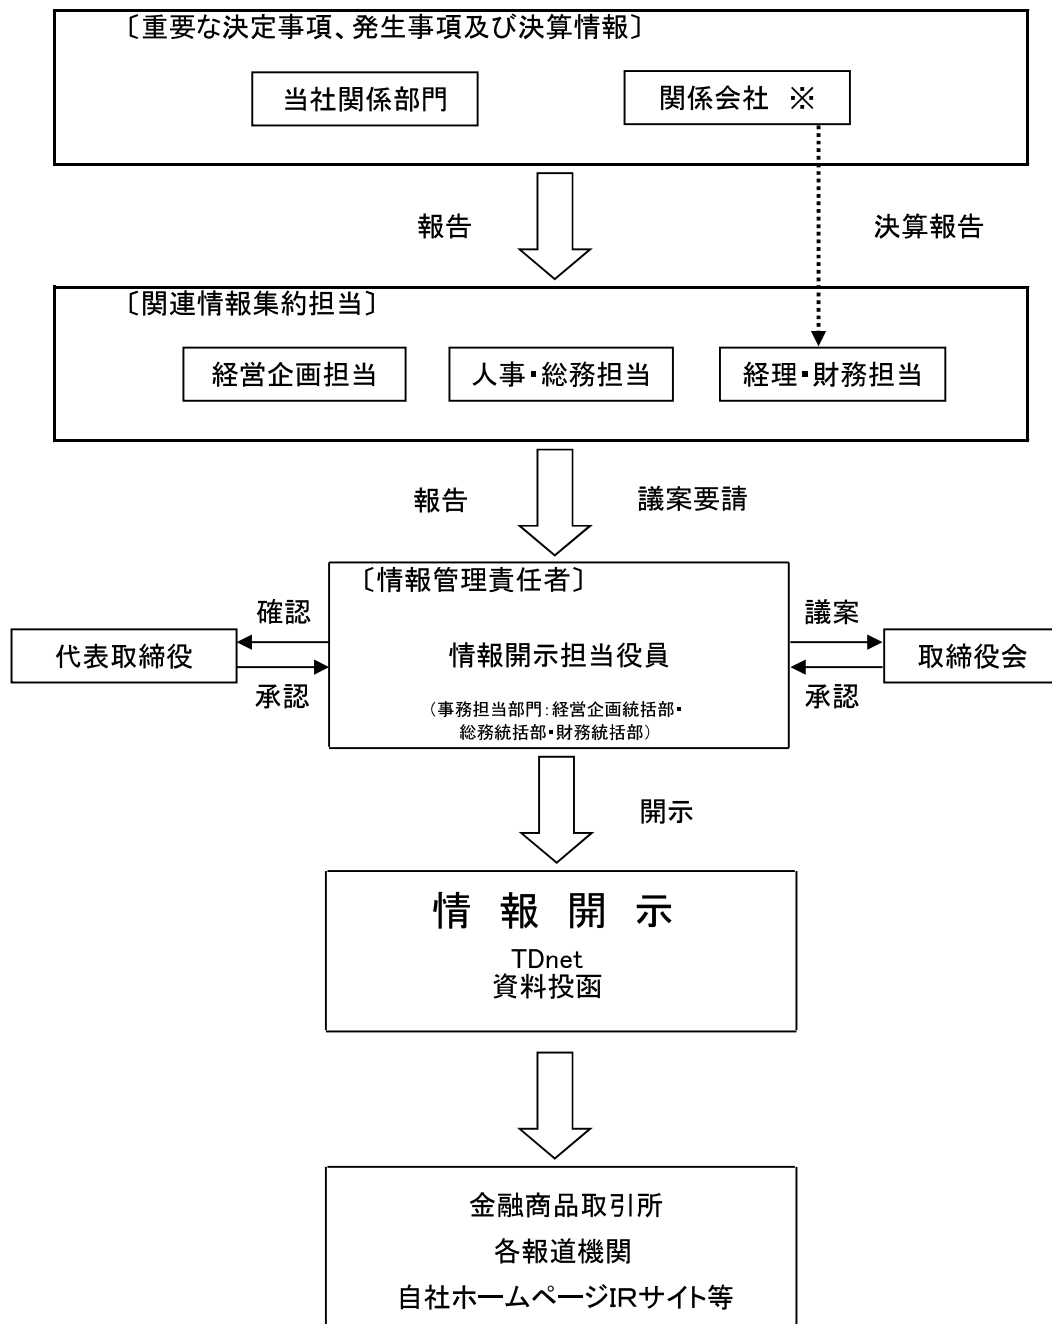 〔重要な決定事項、発生事項及び決算情報〕
当社関係部門
関係会社 ※
報告
決算報告
〔関連情報集約担当〕
経営企画担当
人事・総務担当
経理・財務担当
報告
議案要請
〔情報管理責任者〕
確認
議案
代表取締役
情報開示担当役員
取締役会
承認
承認
（事務担当部門：経営企画統括部・
総務統括部・財務統括部）
開示
情 報 開 示
TDnet
資料投函
金融商品取引所
各報道機関
自社ホームページIRサイト等